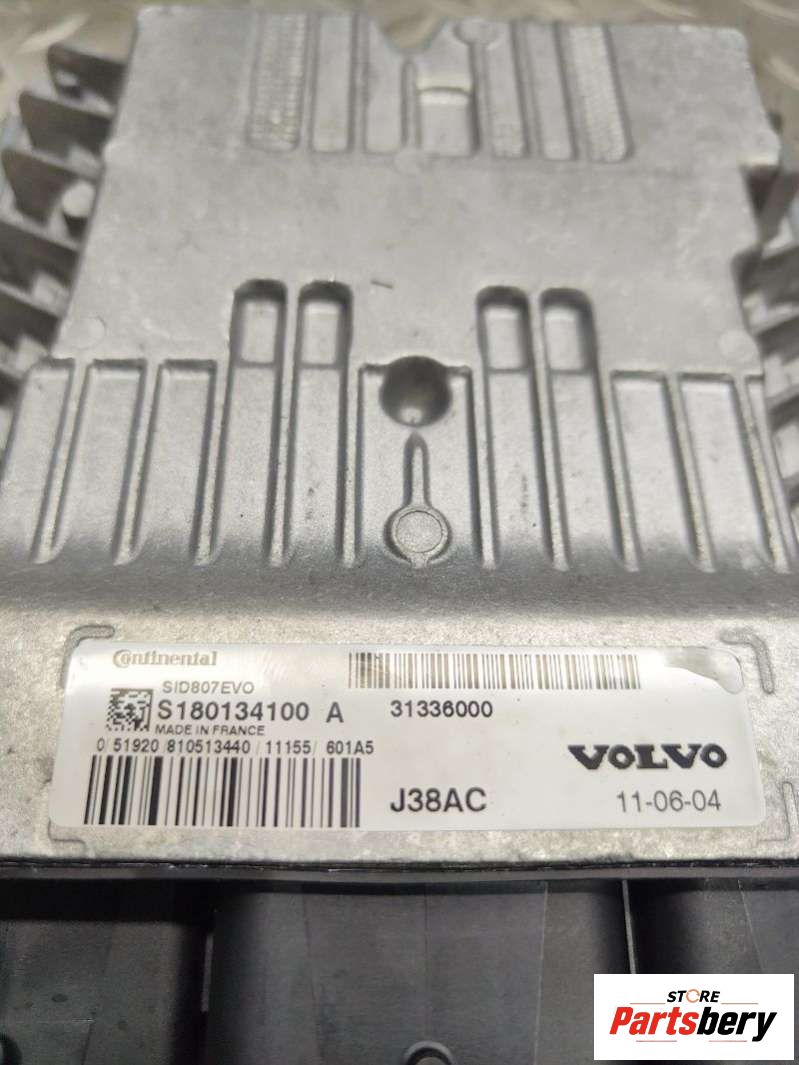 Continental
SID807EVO
S180134100 A
31336000
MADE IN FRANCE
0/51920/810513440/11155/601A5
VOLVO
J38AC
11-06-04
STORE
Partsbery